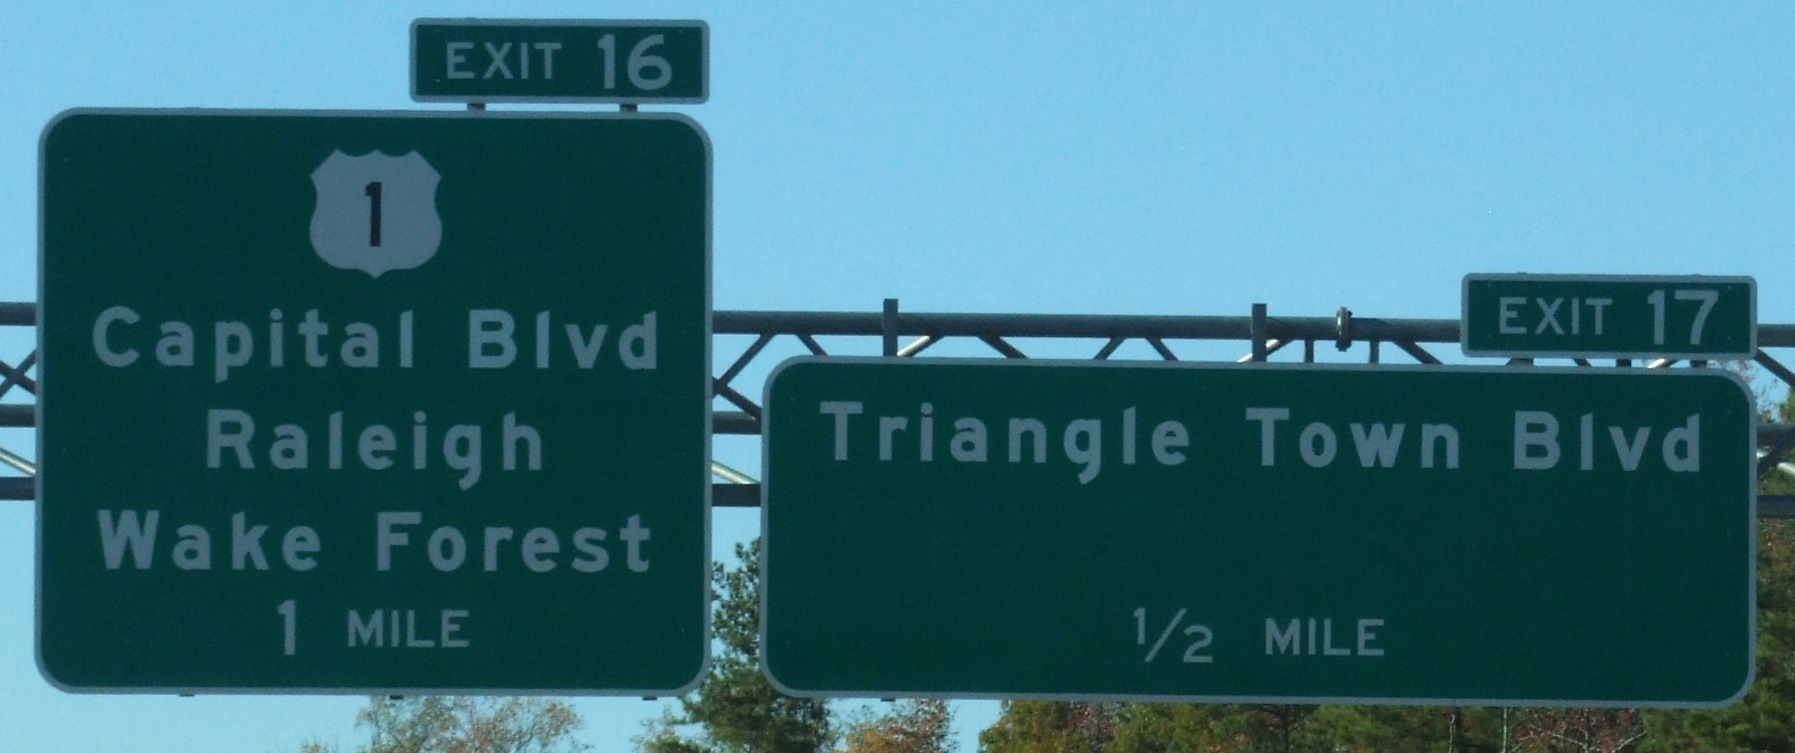 EXIT 16
1
Capital Blvd
Raleigh
Wake Forest
1 MILE
EXIT 17
Triangle Town Blvd
1/2 MILE